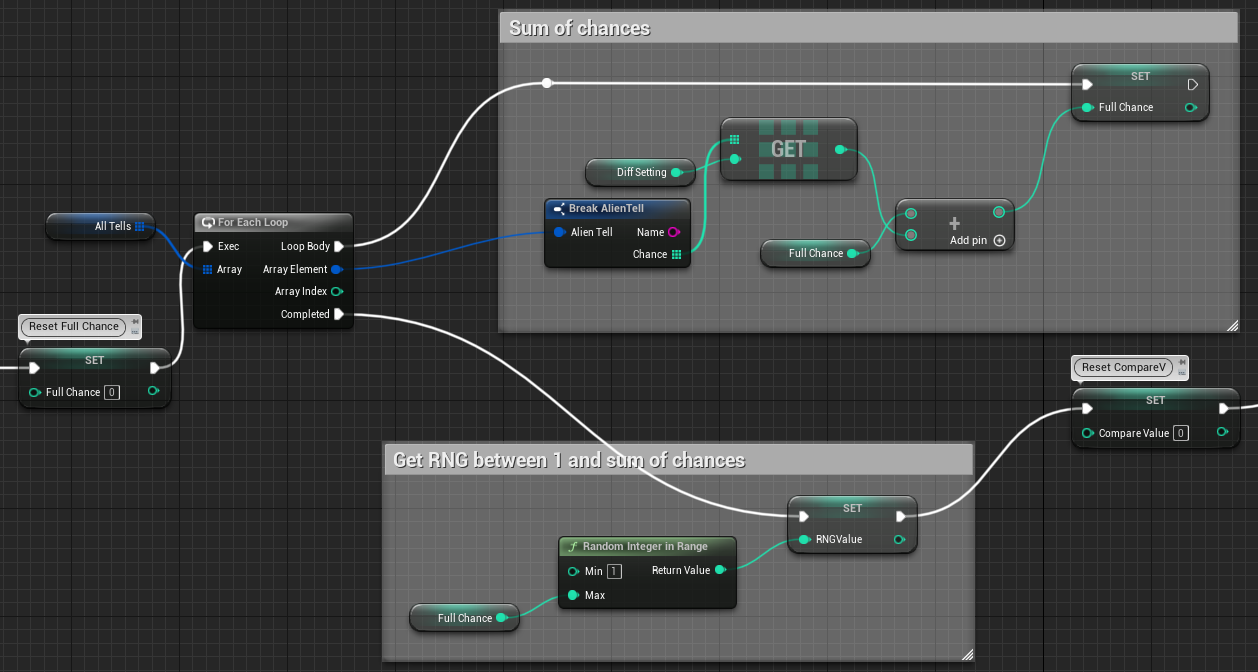 Sum of chances
SET
Full Chance
GET
Diff Setting
Break AlienTell
Alien Tell Name
Chance
+
Add pin
Full Chance
All Tells
For Each Loop
Exec Loop Body
Array Array Element
Array Index
Completed
Reset Full Chance
SET
Full Chance 0
Reset CompareV
SET
Compare Value 0
Get RNG between 1 and sum of chances
SET
RNGValue
f Random Integer in Range
Min 1 Return Value
Max
Full Chance